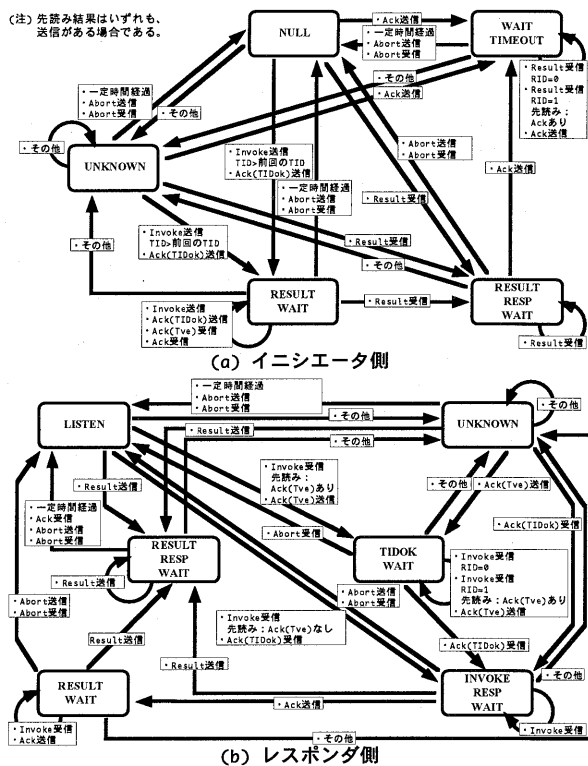 (注) 先読み結果はいずれも、
送信がある場合である。
NULL
・Ack送信
WAIT
TIMEOUT
・一定時間経過
・Abort送信
・Abort受信
・Result受信
RID=0
・Result受信
RID=1
先読み:
Ackあり
・Ack送信
・その他
・Ack送信
・一定時間経過
・Abort送信
・Abort受信
・その他
・その他
UNKNOWN
・Invoke送信
TID>前回のTID
・Ack(TIDok)送信
・Abort送信
・Abort受信
・Ack送信
・一定時間経過
・Abort送信
・Abort受信
・Result受信
・Invoke送信
TID>前回のTID
・Ack(TIDok)送信
・Result受信
・その他
・その他
RESULT
WAIT
・Result受信
RESULT
RESP
WAIT
・Invoke送信
・Ack(TIDok)送信
・Ack(Tve)受信
・Ack受信
・Result受信
(a) イニシエータ側
・一定時間経過
・Abort送信
・Abort受信
LISTEN
・その他
UNKNOWN
・その他
・Result送信
・その他
・Invoke受信
先読み:
Ack(Tve)あり
・Ack(Tve)送信
・Result送信
・その他
・Ack(Tve)送信
・一定時間経過
・Ack受信
・Abort送信
・Abort受信
・Abort受信
・Ack(TIDok)受信
RESULT
RESP
WAIT
TIDOK
WAIT
・Invoke受信
RID=0
・Invoke受信
RID=1
先読み:Ack(Tve)あり
・Ack(Tve)送信
・Result送信
・Abort送信
・Abort受信
・Abort送信
・Abort受信
・Invoke受信
先読み:Ack(Tve)なし
・Ack(TIDok)受信
Result送信
・Ack(TIDok)受信
・Result送信
・その他
RESULT
WAIT
・Ack送信
INVOKE
RESP
WAIT
・Invoke受信
・Ack送信
・その他
・Invoke受信
(b) レスポンダ側